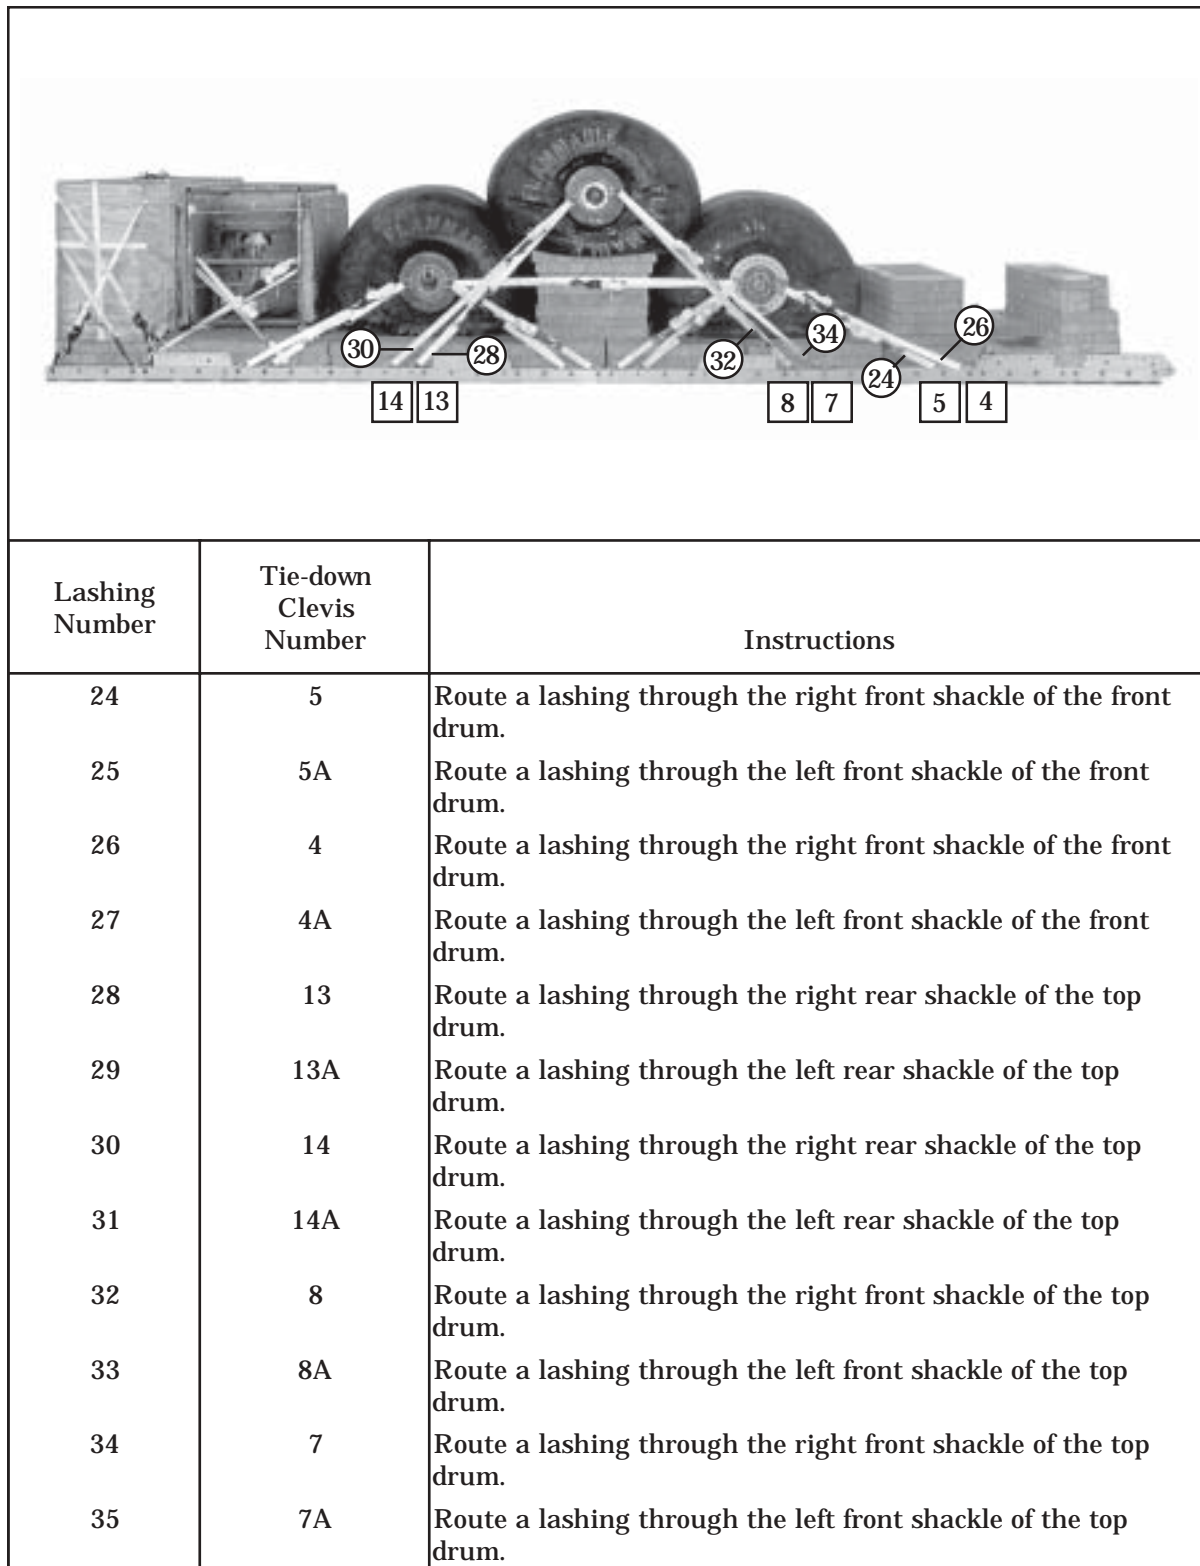 30 28 32 34 24 26
14 13 8 7 5 4
Lashing Number
Tie-down Clevis Number
Instructions
24 5 Route a lashing through the right front shackle of the front
drum.
25 5A Route a lashing through the left front shackle of the front
drum.
26 4 Route a lashing through the right front shackle of the front
drum.
27 4A Route a lashing through the left front shackle of the front
drum.
28 13 Route a lashing through the right rear shackle of the top
drum.
29 13A Route a lashing through the left rear shackle of the top
drum.
30 14 Route a lashing through the right rear shackle of the top
drum.
31 14A Route a lashing through the left rear shackle of the top
drum.
32 8 Route a lashing through the right front shackle of the top
drum.
33 8A Route a lashing through the left front shackle of the top
drum.
34 7 Route a lashing through the right front shackle of the top
drum.
35 7A Route a lashing through the left front shackle of the top
drum.